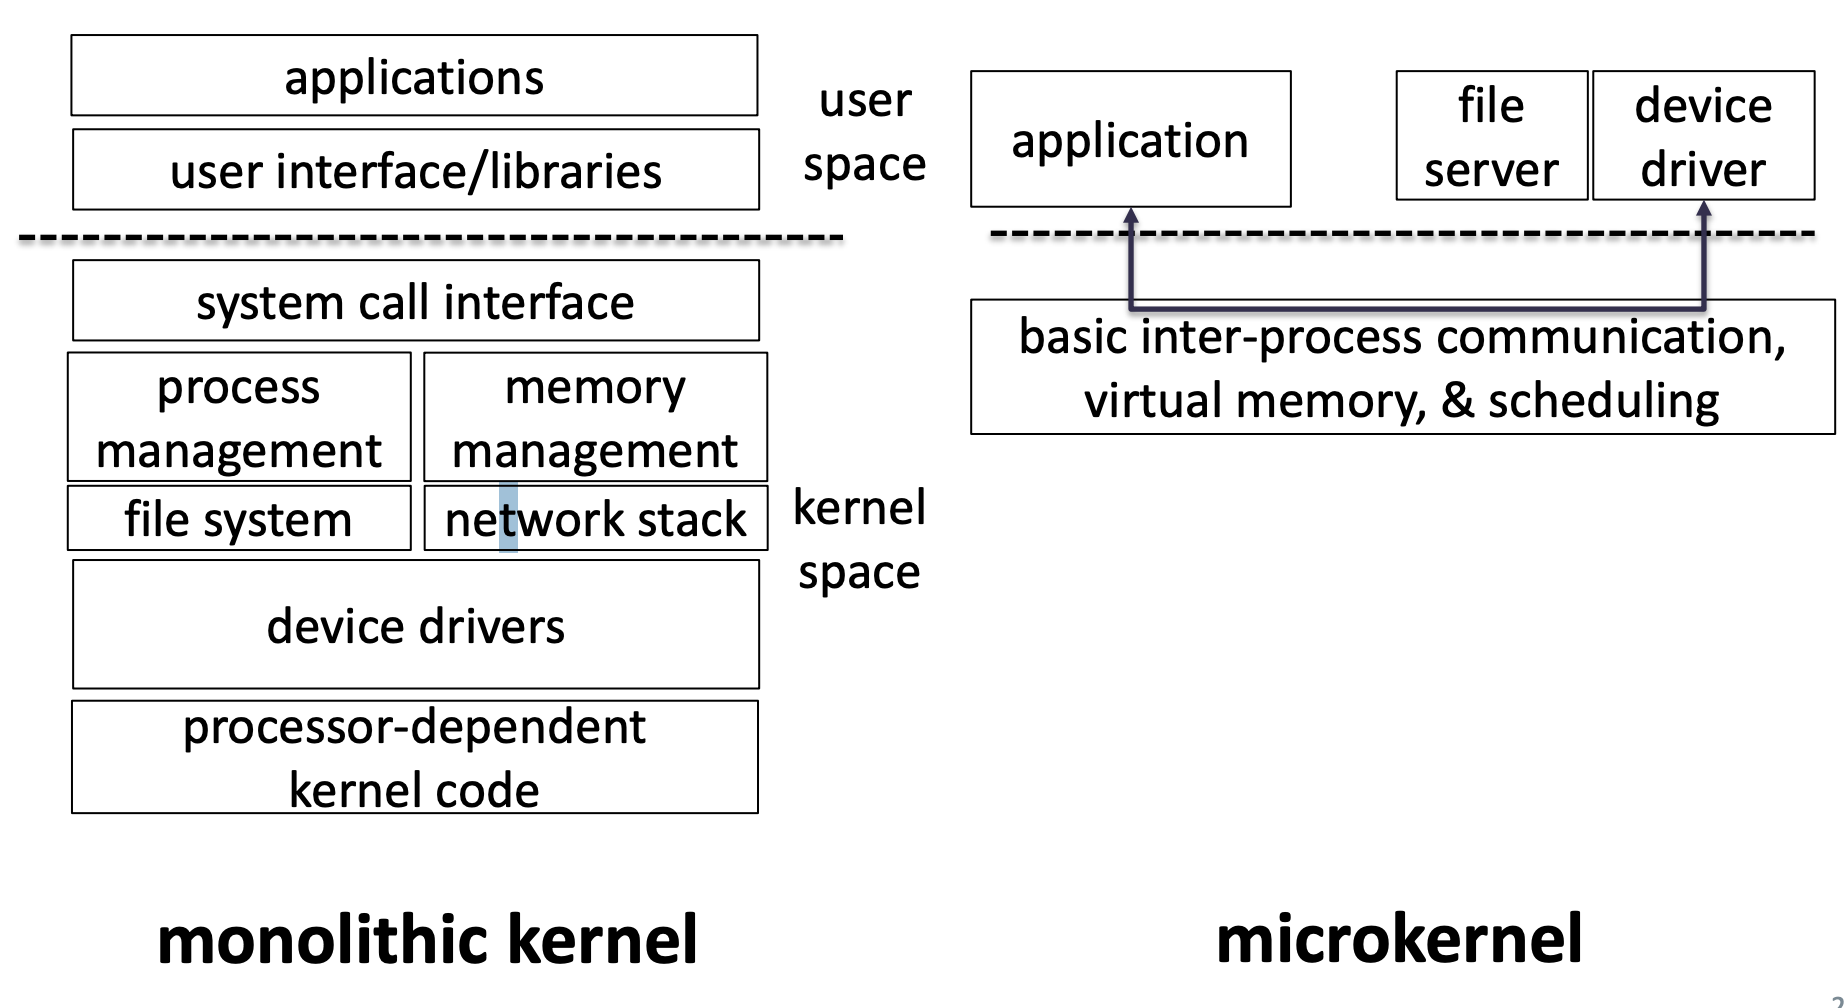 applications
user interface/libraries
user
space
system call interface
process
management
memory
management
file system
network stack
kernel
space
device drivers
processor-dependent
kernel code
monolithic kernel
application
file
server
device
driver
basic inter-process communication,
virtual memory, & scheduling
microkernel
2